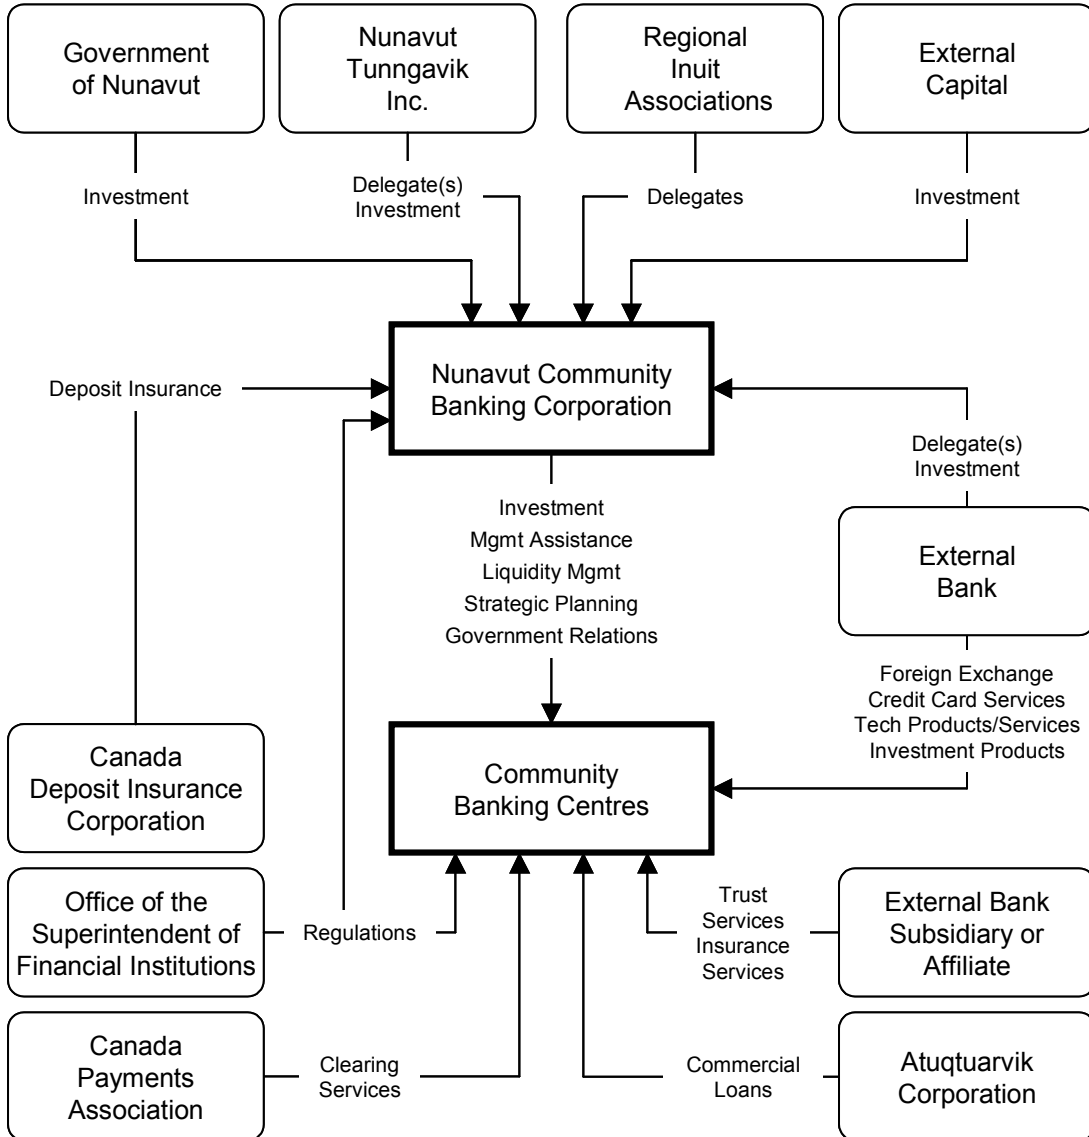 Government
of Nunavut
Nunavut
Tunngavik
Inc.
Regional
Inuit
Associations
External
Capital
Investment
Delegate(s)
Investment
Delegates
Investment
Nunavut Community
Banking Corporation
Deposit Insurance
Delegate(s)
Investment
Investment
Mgmt Assistance
Liquidity Mgmt
Strategic Planning
Government Relations
External
Bank
Foreign Exchange
Credit Card Services
Tech Products/Services
Investment Products
Canada
Deposit Insurance
Corporation
Community
Banking Centres
Office of the
Superintendent of
Financial Institutions
Regulations
Trust
Services
Insurance
Services
External Bank
Subsidiary or
Affiliate
Canada
Payments
Association
Clearing
Services
Commercial
Loans
Atuqtuarvik
Corporation